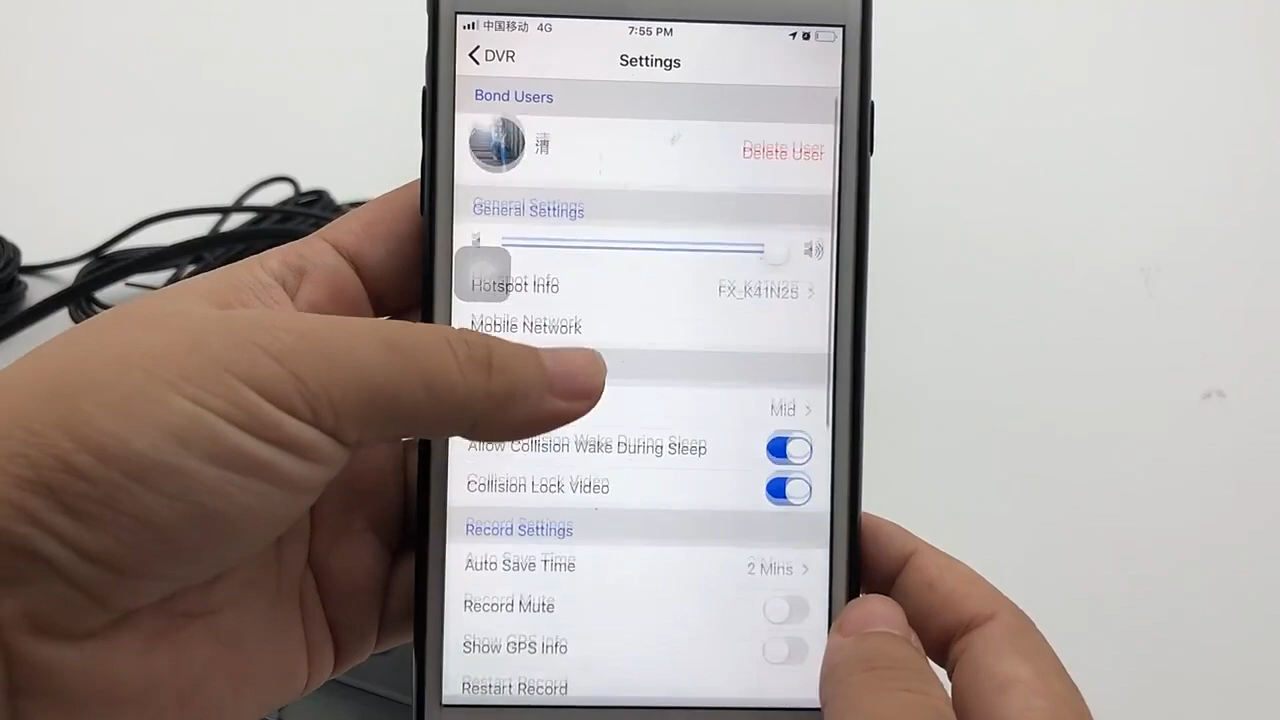 中国移动 4G 7:55 PM
DVR Settings
Bond Users
清 Delete User
General Settings
Hotspot Info FX_K41N25
Mobile Network
Mid
Allow Collision Wake During Sleep
Collision Lock Video
Record Settings
Auto Save Time 2 Mins
Record Mute
Show GPS Info
Restart Record